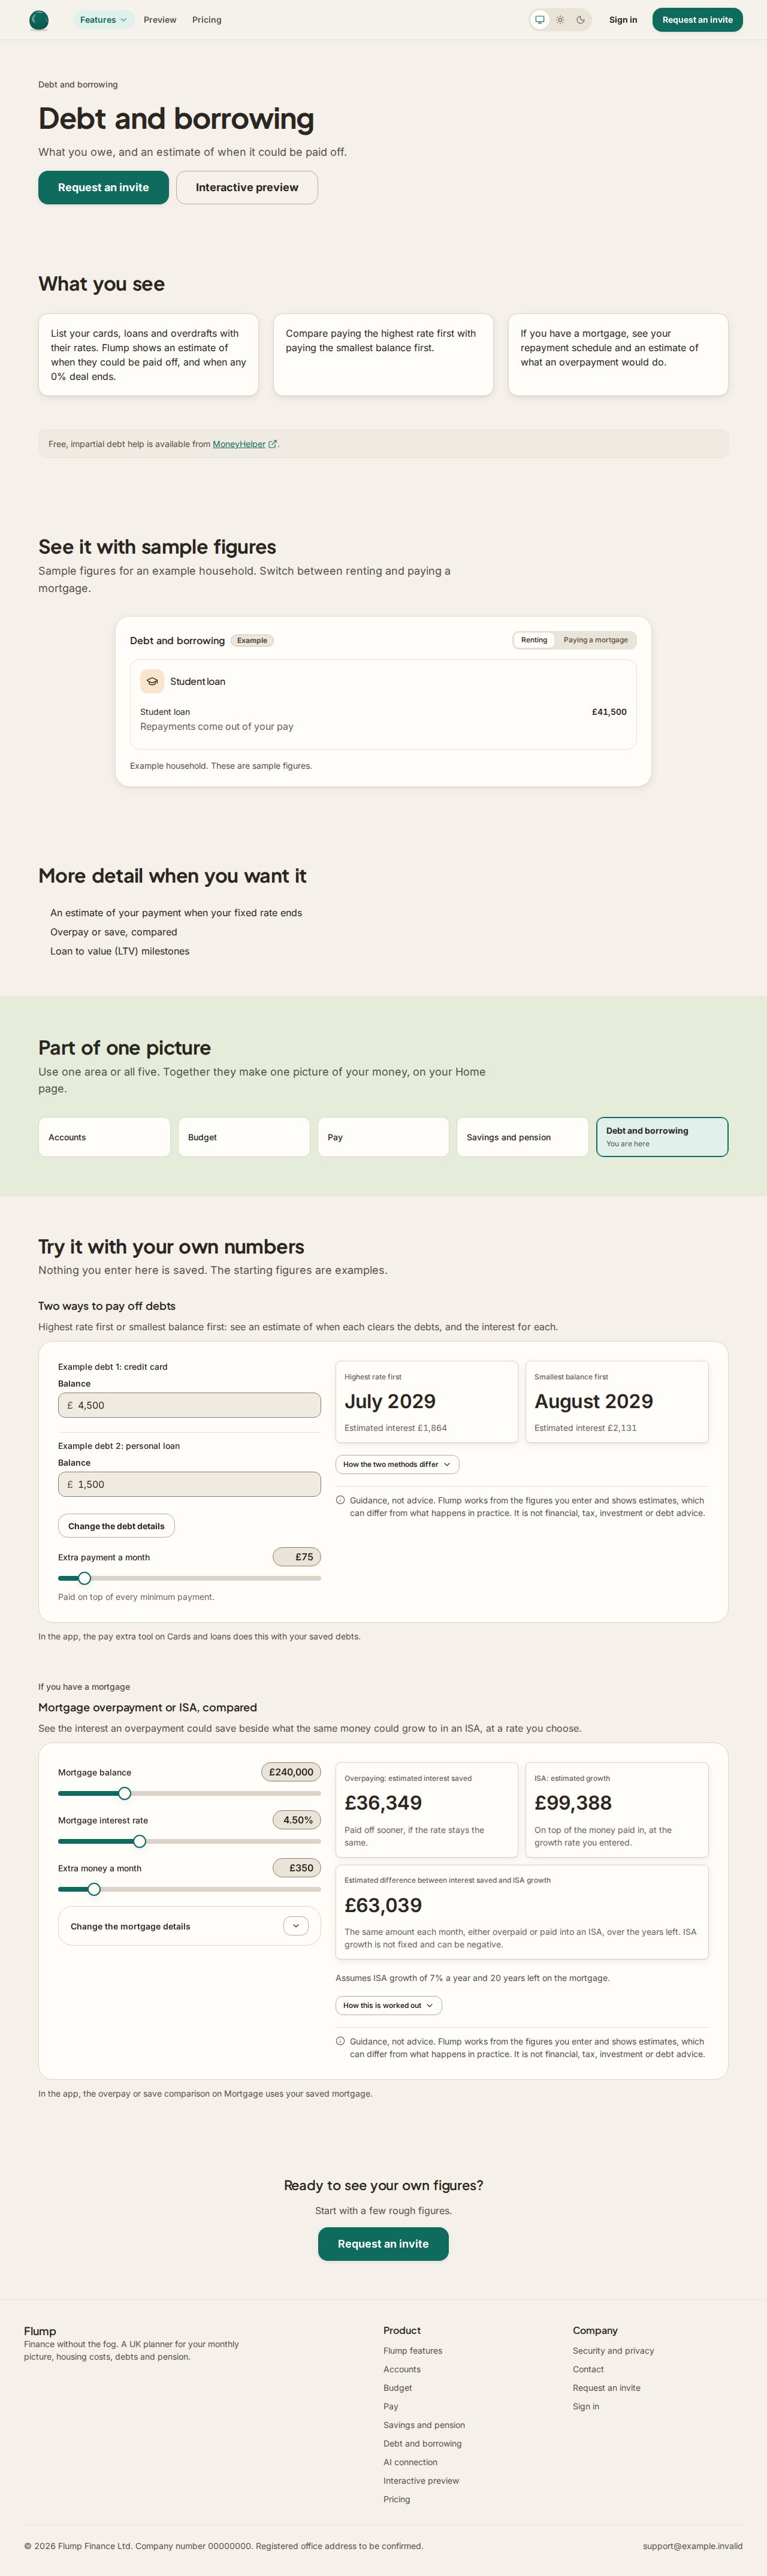 Features
Preview
Pricing
Sign in
Request an invite
Debt and borrowing
Debt and borrowing
What you owe, and an estimate of when it could be paid off.
Request an invite
Interactive preview
What you see
List your cards, loans and overdrafts with
their rates. Flump shows an estimate of
when they could be paid off, and when any
0% deal ends.
Compare paying the highest rate first with
paying the smallest balance first.
If you have a mortgage, see your
repayment schedule and an estimate of
what an overpayment would do.
Free, impartial debt help is available from MoneyHelper.
See it with sample figures
Sample figures for an example household. Switch between renting and paying a
mortgage.
Debt and borrowing
Example
Renting
Paying a mortgage
Student loan
Student loan
£41,500
Repayments come out of your pay
Example household. These are sample figures.
More detail when you want it
An estimate of your payment when your fixed rate ends
Overpay or save, compared
Loan to value (LTV) milestones
Part of one picture
Use one area or all five. Together they make one picture of your money, on your Home
page.
Accounts
Budget
Pay
Savings and pension
Debt and borrowing
You are here
Try it with your own numbers
Nothing you enter here is saved. The starting figures are examples.
Two ways to pay off debts
Highest rate first or smallest balance first: see an estimate of when each clears the debts, and the interest for each.
Example debt 1: credit card
Balance
£ 4,500
Example debt 2: personal loan
Balance
£ 1,500
Change the debt details
Extra payment a month
£75
Paid on top of every minimum payment.
Highest rate first
July 2029
Estimated interest £1,864
Smallest balance first
August 2029
Estimated interest £2,131
How the two methods differ
Guidance, not advice. Flump works from the figures you enter and shows estimates, which
can differ from what happens in practice. It is not financial, tax, investment or debt advice.
In the app, the pay extra tool on Cards and loans does this with your saved debts.
If you have a mortgage
Mortgage overpayment or ISA, compared
See the interest an overpayment could save beside what the same money could grow to in an ISA, at a rate you choose.
Mortgage balance
£240,000
Mortgage interest rate
4.50%
Extra money a month
£350
Change the mortgage details
Overpaying: estimated interest saved
£36,349
Paid off sooner, if the rate stays the
same.
ISA: estimated growth
£99,388
On top of the money paid in, at the
growth rate you entered.
Estimated difference between interest saved and ISA growth
£63,039
The same amount each month, either overpaid or paid into an ISA, over the years left. ISA
growth is not fixed and can be negative.
Assumes ISA growth of 7% a year and 20 years left on the mortgage.
How this is worked out
Guidance, not advice. Flump works from the figures you enter and shows estimates, which
can differ from what happens in practice. It is not financial, tax, investment or debt advice.
In the app, the overpay or save comparison on Mortgage uses your saved mortgage.
Ready to see your own figures?
Start with a few rough figures.
Request an invite
Flump
Finance without the fog. A UK planner for your monthly
picture, housing costs, debts and pension.
Product
Flump features
Accounts
Budget
Pay
Savings and pension
Debt and borrowing
AI connection
Interactive preview
Pricing
Company
Security and privacy
Contact
Request an invite
Sign in
© 2026 Flump Finance Ltd. Company number 00000000. Registered office address to be confirmed.
support@example.invalid